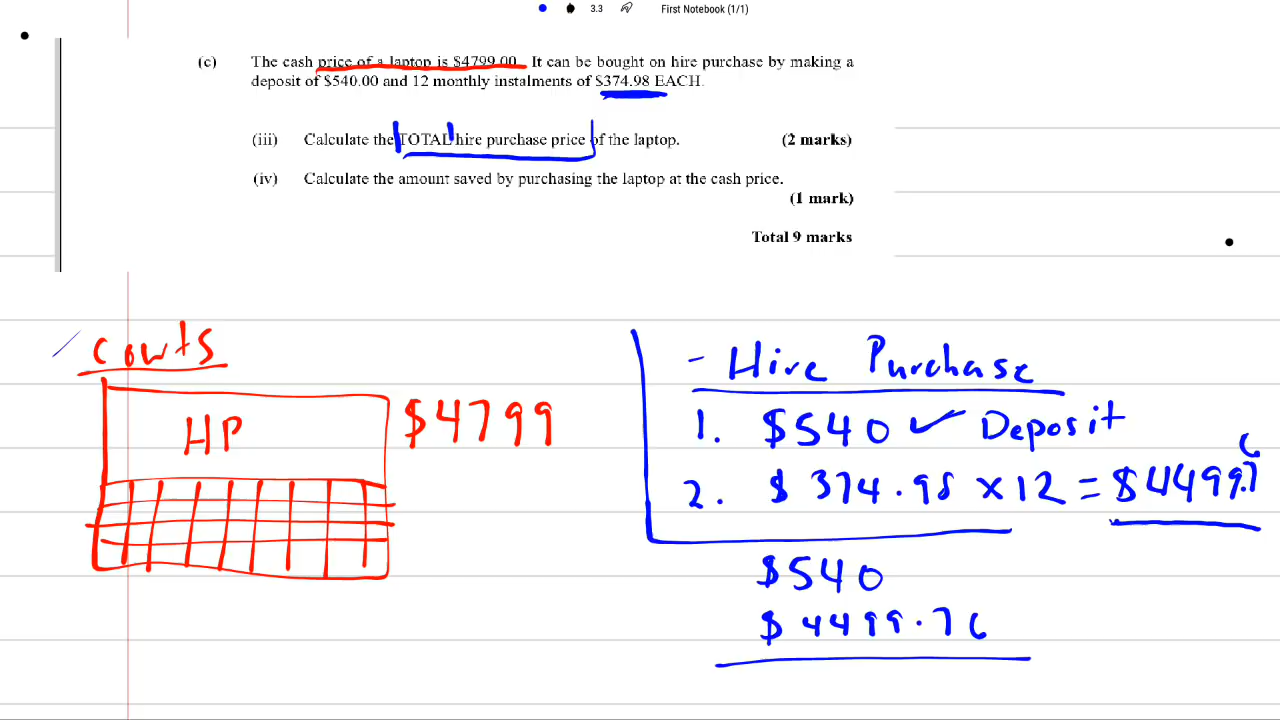 3.3 First Notebook (1/1)
(c) The cash price of a laptop is $4799.00. It can be bought on hire purchase by making a
deposit of $540.00 and 12 monthly instalments of $374.98 EACH.
(iii) Calculate the TOTAL hire purchase price of the laptop. (2 marks)
(iv) Calculate the amount saved by purchasing the laptop at the cash price.
(1 mark)
Total 9 marks
Courts
HP
$4799
- Hire Purchase
1. $540 ✓ Deposit
2. $374.98 x 12 = $4499.76
$540
$4499.76